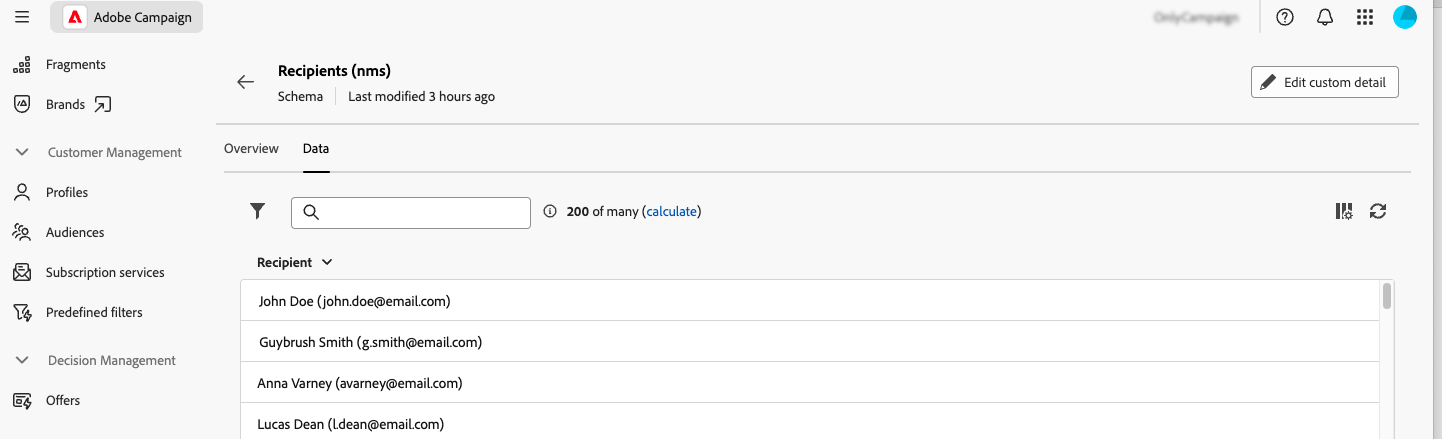 Adobe Campaign
OnlyCampaign
Fragments
Brands
Customer Management
Profiles
Audiences
Subscription services
Predefined filters
Decision Management
Offers
Recipients (nms)
Schema
Last modified 3 hours ago
Edit custom detail
Overview
Data
200 of many (calculate)
Recipient
John Doe (john.doe@email.com)
Guybrush Smith (g.smith@email.com)
Anna Varney (avarney@email.com)
Lucas Dean (l.dean@email.com)